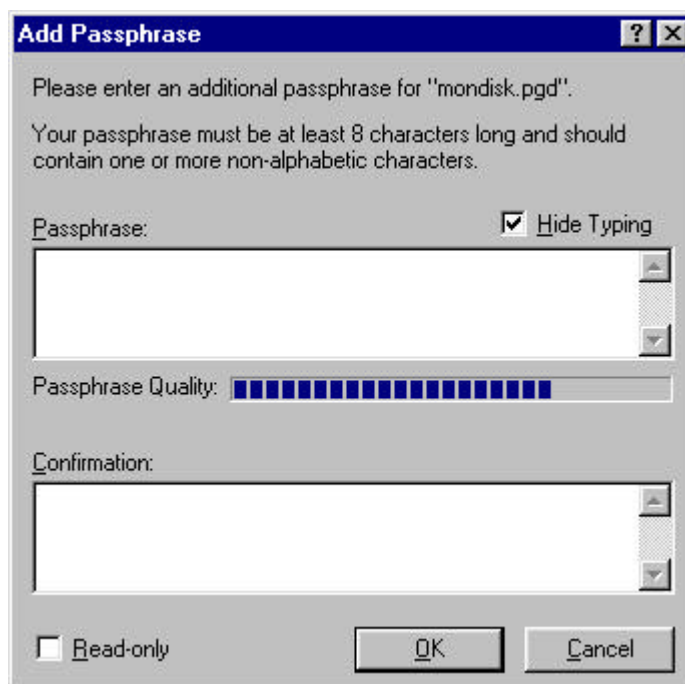 Add Passphrase
Please enter an additional passphrase for "mondisk.pgd".
Your passphrase must be at least 8 characters long and should
contain one or more non-alphabetic characters.
Passphrase:
Hide Typing
Passphrase Quality:
Confirmation:
Read-only
OK
Cancel